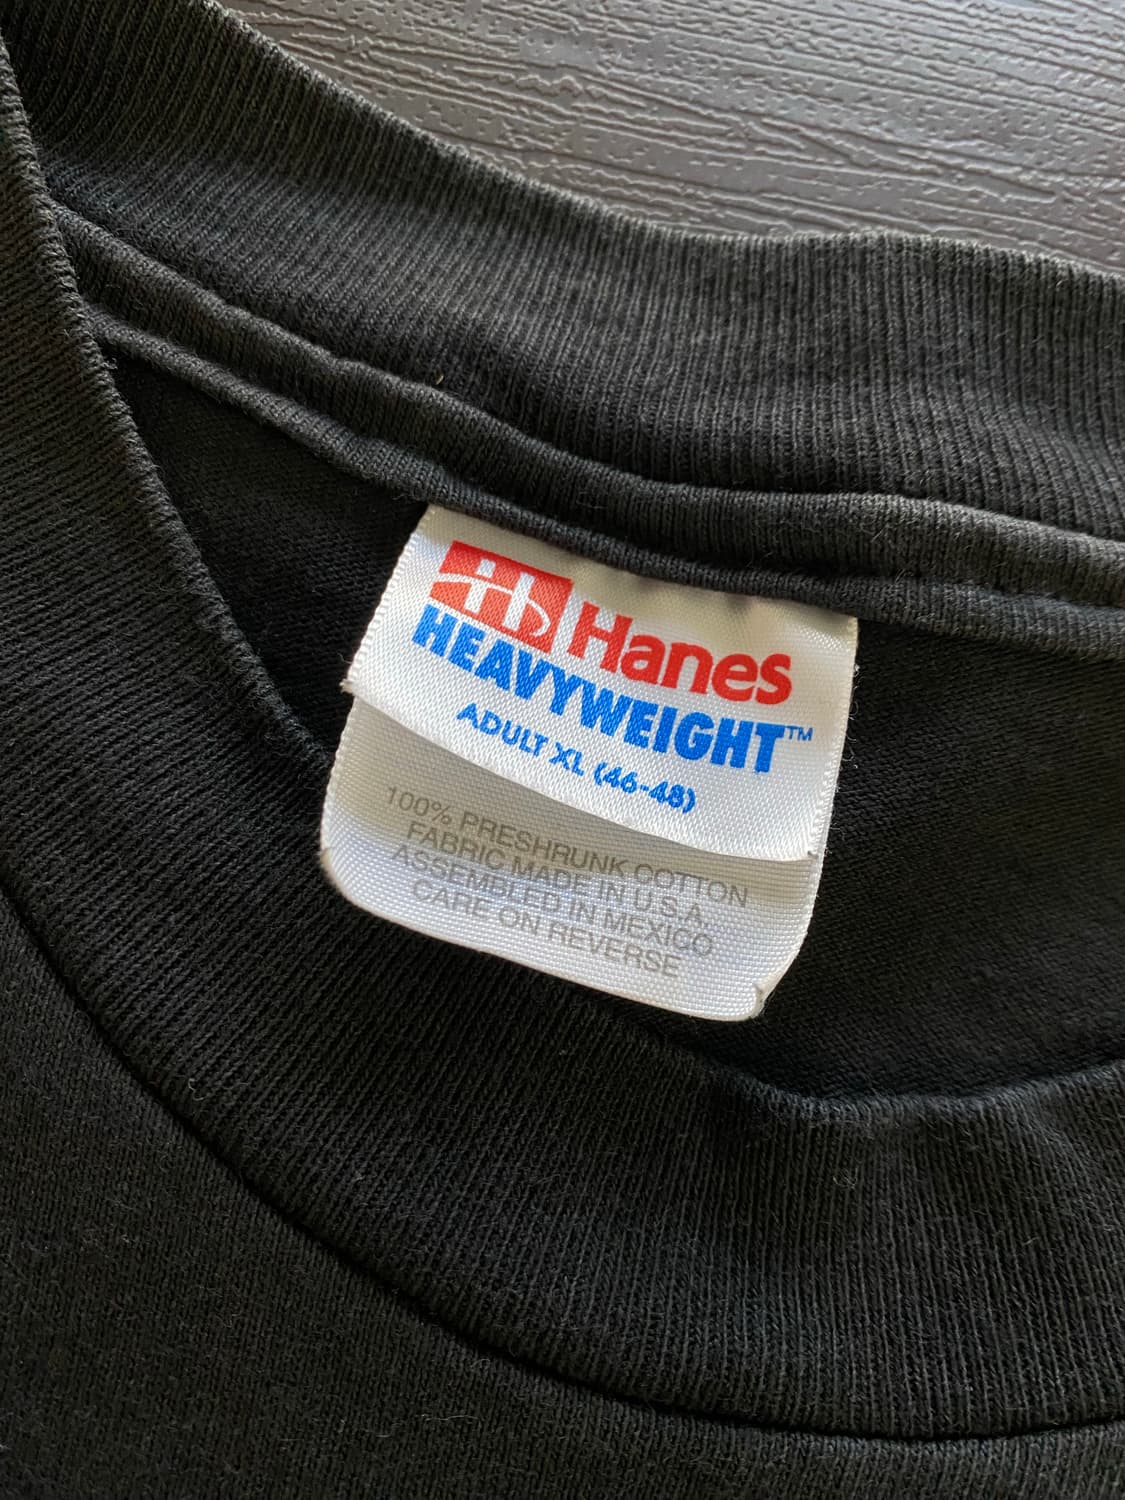 Hanes
HEAVYWEIGHT™
ADULT XL (46-48)
100% PRESHRUNK COTTON
FABRIC MADE IN U.S.A.
ASSEMBLED IN MEXICO
CARE ON REVERSE